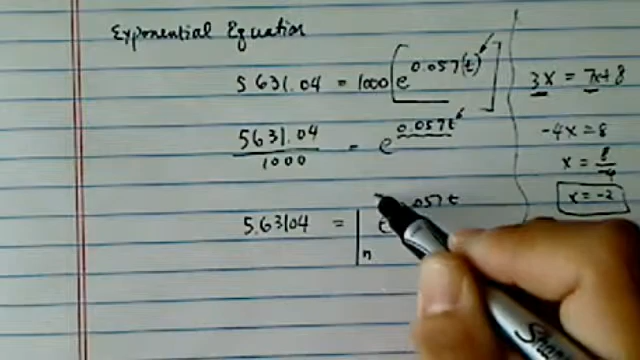 Exponential Equation
5631.04 = 1000[e^0.057(t)]
5631.04/1000 = e^0.057t
5.63104 = ln e^0.057t
3x = 7x+8
-4x = 8
x = 8/-4
x = -2